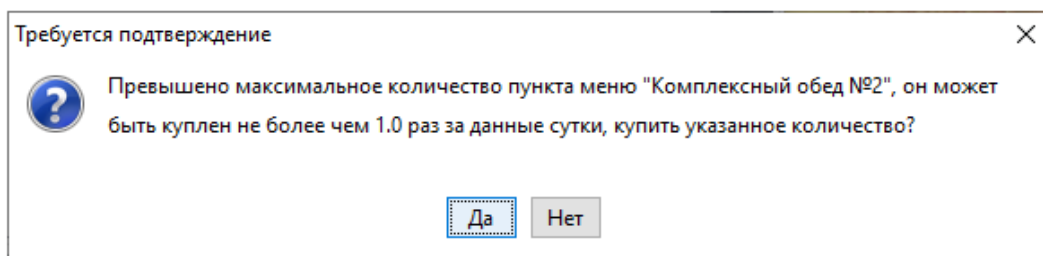 Требуется подтверждение
Превышено максимальное количество пункта меню "Комплексный обед №2", он может
быть куплен не более чем 1.0 раз за данные сутки, купить указанное количество?
Да Нет